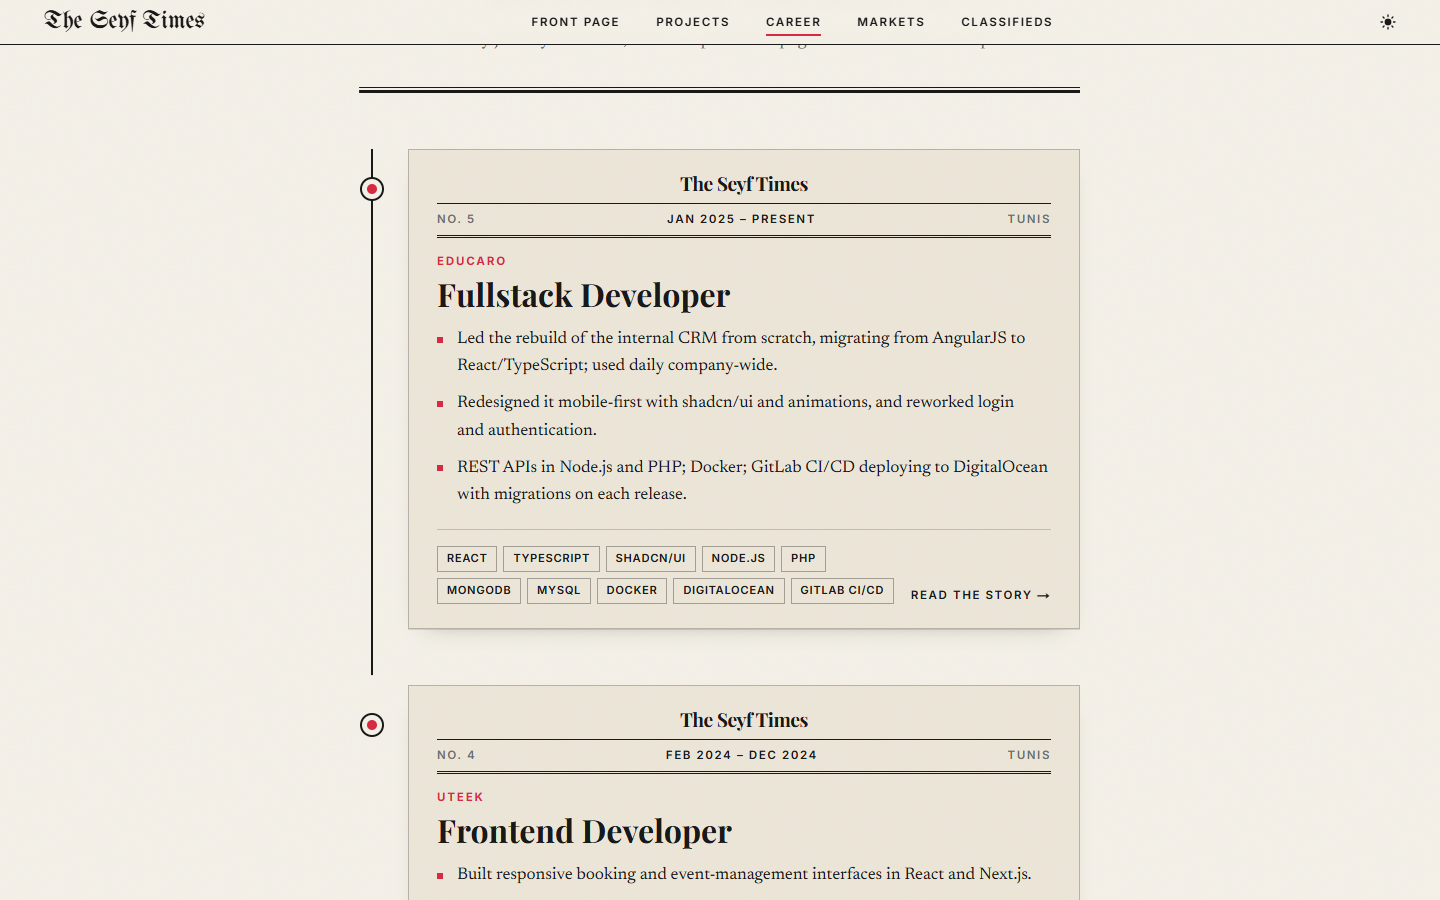 The Seyf Times
FRONT PAGE PROJECTS CAREER MARKETS CLASSIFIEDS
The Seyf Times
NO. 5 JAN 2025 – PRESENT TUNIS
EDUCARO
Fullstack Developer
Led the rebuild of the internal CRM from scratch, migrating from AngularJS to
React/TypeScript; used daily company-wide.
Redesigned it mobile-first with shadcn/ui and animations, and reworked login
and authentication.
REST APIs in Node.js and PHP; Docker; GitLab CI/CD deploying to DigitalOcean
with migrations on each release.
REACT TYPESCRIPT SHADCN/UI NODE.JS PHP
MONGODB MYSQL DOCKER DIGITALOCEAN GITLAB CI/CD READ THE STORY →
The Seyf Times
NO. 4 FEB 2024 – DEC 2024 TUNIS
UTEEK
Frontend Developer
Built responsive booking and event-management interfaces in React and Next.js.